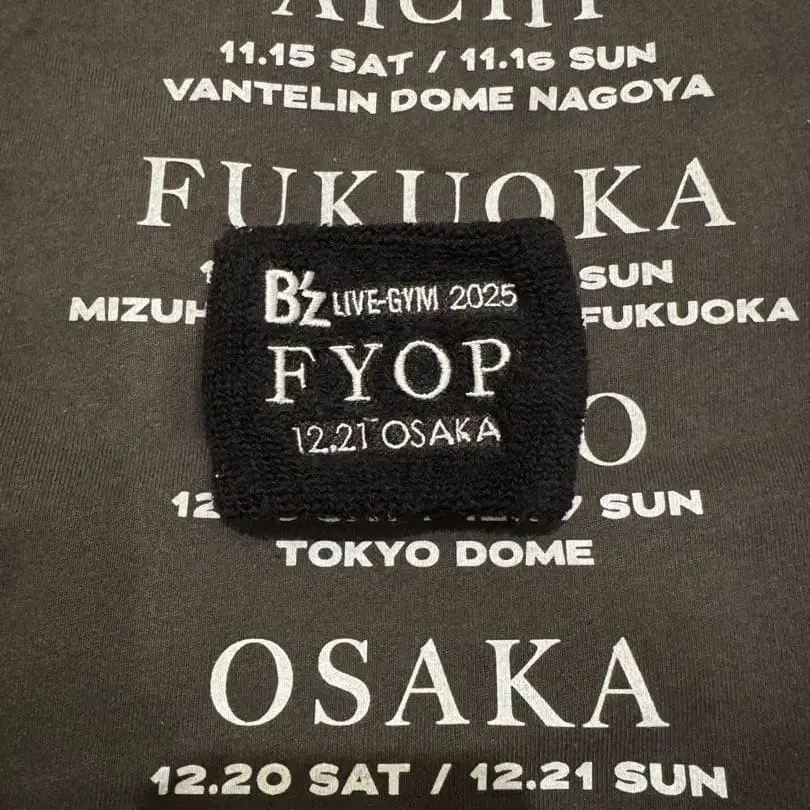 AICHI
11.15 SAT / 11.16 SUN
VANTELIN DOME NAGOYA
FUKUOKA
SUN
FUKUOKA
B'z LIVE-GYM 2025
FYOP
12.21 OSAKA
SUN
TOKYO DOME
OSAKA
12.20 SAT / 12.21 SUN